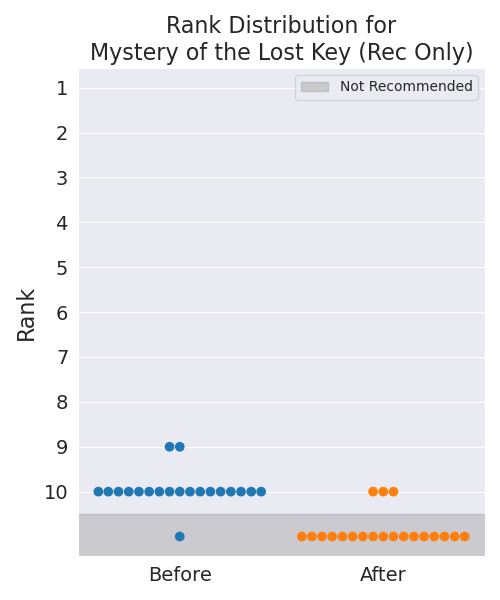 Rank Distribution for
Mystery of the Lost Key (Rec Only)
Not Recommended
1
2
3
4
5
6
7
8
9
10
Rank
Before
After